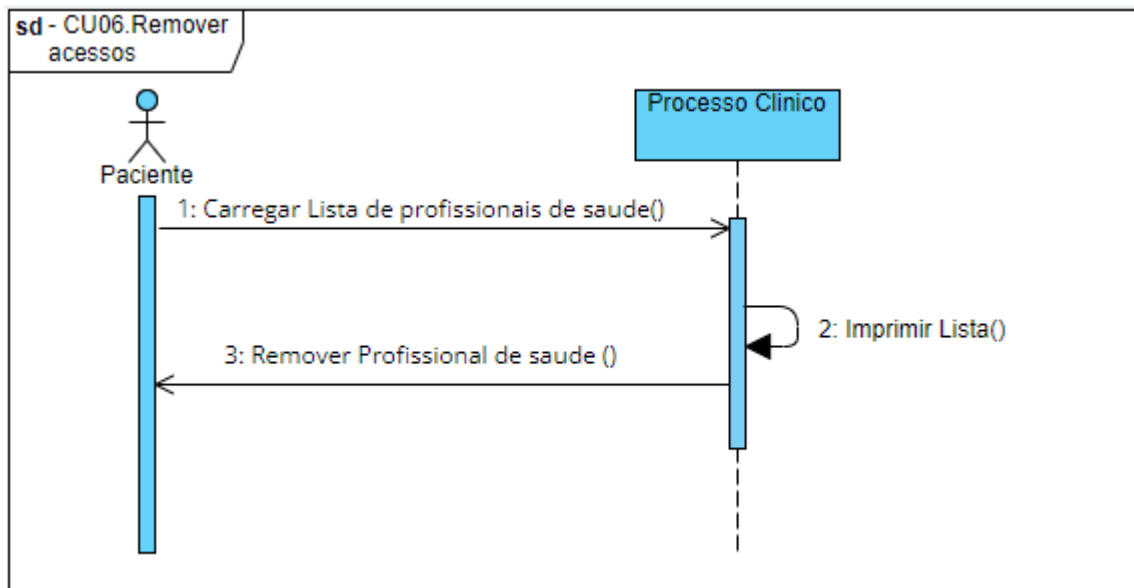 sd - CU06.Remover
acessos
Processo Clinico
Paciente
1: Carregar Lista de profissionais de saude()
2: Imprimir Lista()
3: Remover Profissional de saude ()